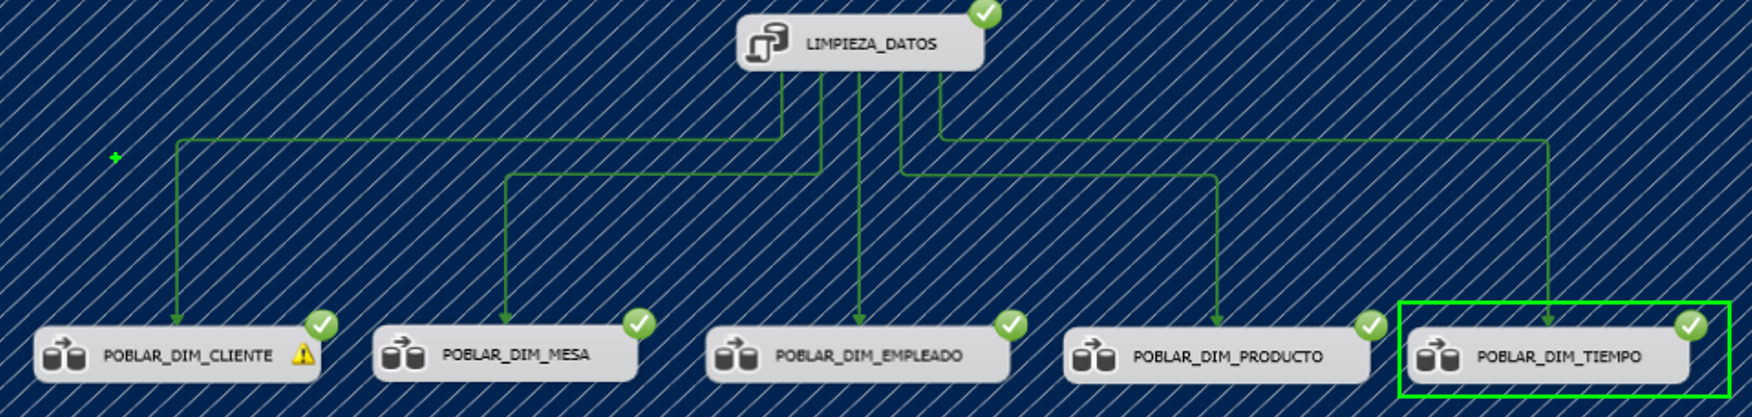 LIMPIEZA_DATOS
POBLAR_DIM_CLIENTE
POBLAR_DIM_MESA
POBLAR_DIM_EMPLEADO
POBLAR_DIM_PRODUCTO
POBLAR_DIM_TIEMPO